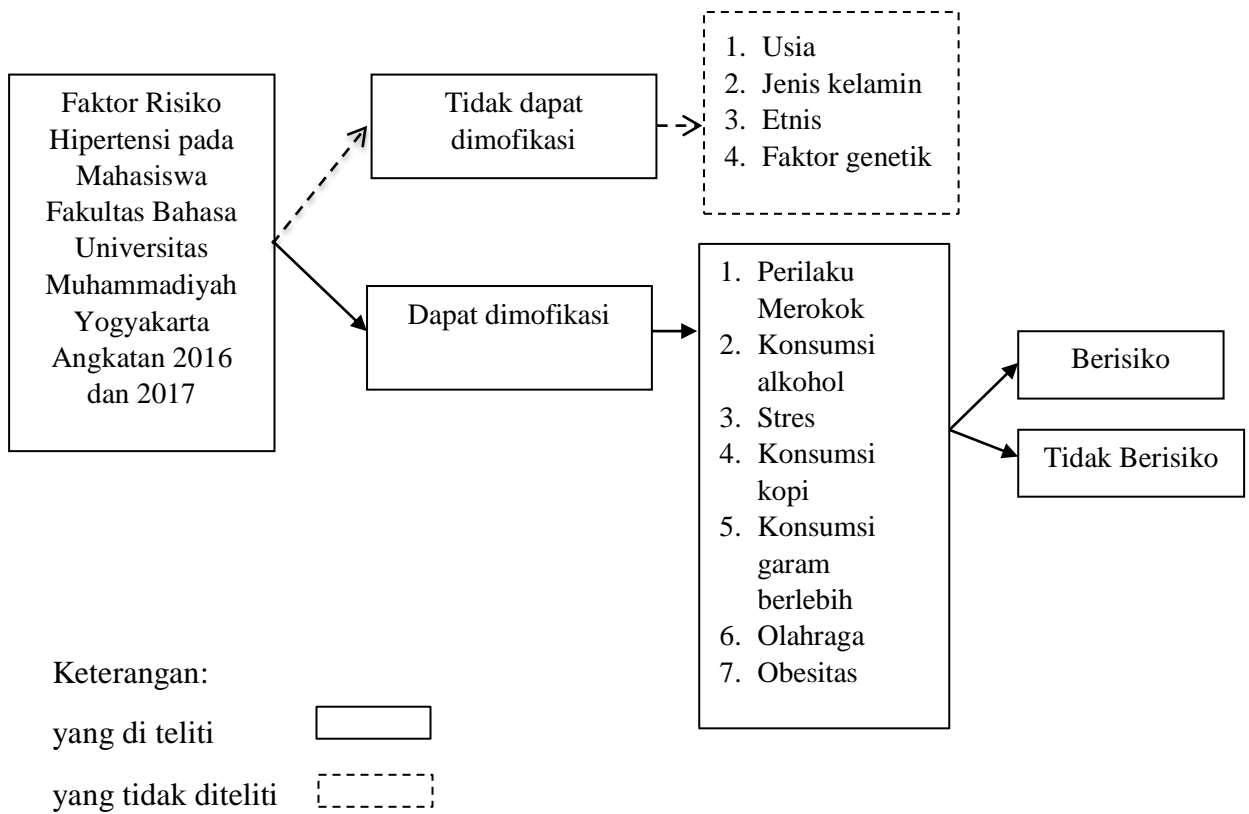 Faktor Risiko
Hipertensi pada
Mahasiswa
Fakultas Bahasa
Universitas
Muhammadiyah
Yogyakarta
Angkatan 2016
dan 2017
Tidak dapat
dimofikasi
1. Usia
2. Jenis kelamin
3. Etnis
4. Faktor genetik
Dapat dimofikasi
1. Perilaku
Merokok
2. Konsumsi
alkohol
3. Stres
4. Konsumsi
kopi
5. Konsumsi
garam
berlebih
6. Olahraga
7. Obesitas
Berisiko
Tidak Berisiko
Keterangan:
yang di teliti
yang tidak diteliti